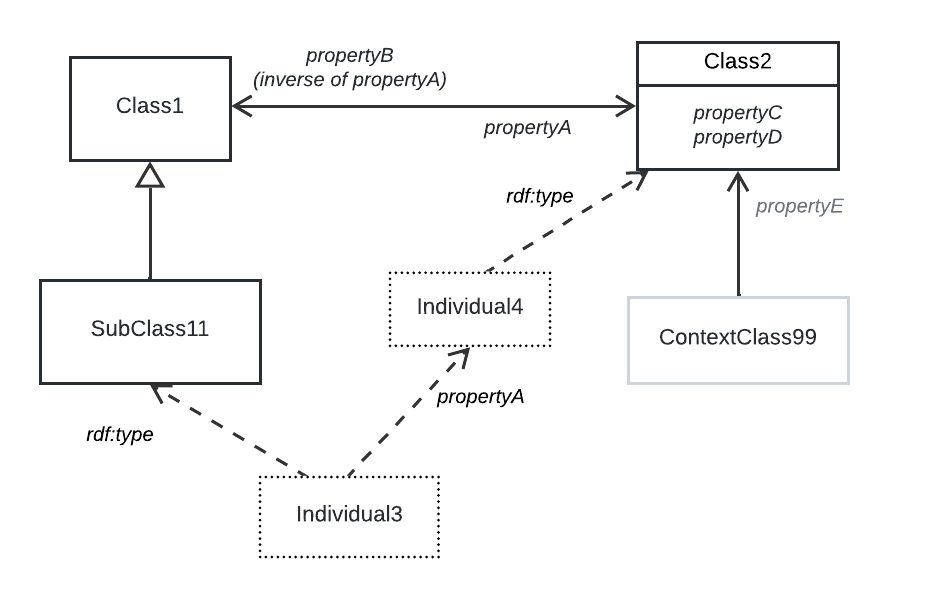 propertyB
(inverse of propertyA)
Class2
Class1
propertyC
propertyD
propertyA
rdf:type
propertyE
Individual4
SubClass11
ContextClass99
propertyA
rdf:type
Individual3